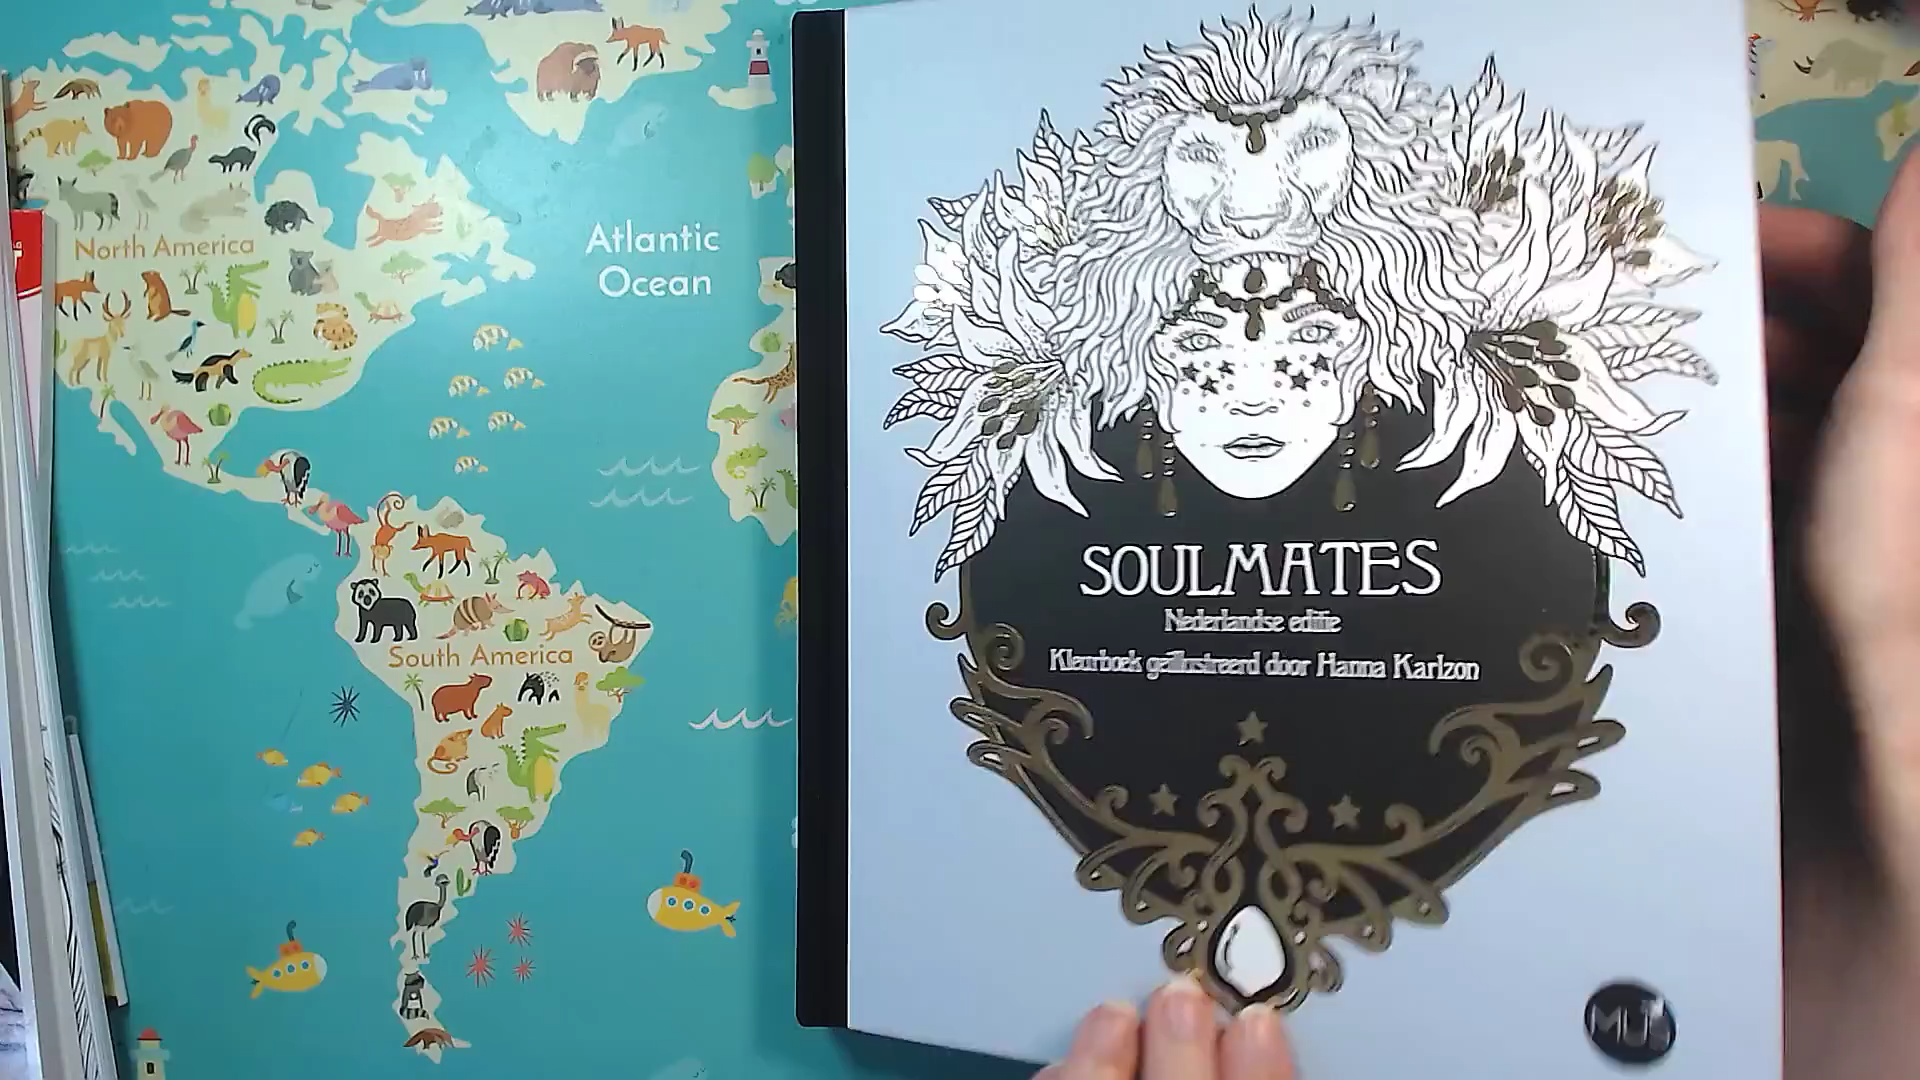 North America
Atlantic
Ocean
South America
SOULMATES
Nederlandse editie
Kleurboek geïllustreerd door Hanna Karlzon